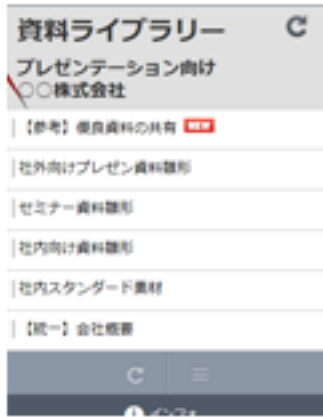 資料ライブラリー
プレゼンテーション向け
〇〇株式会社
【参考】優良資料の共有 NEW
社外向けプレゼン資料雛形
セミナー資料雛形
社内向け資料雛形
社内スタンダード素材
【統一】会社概要